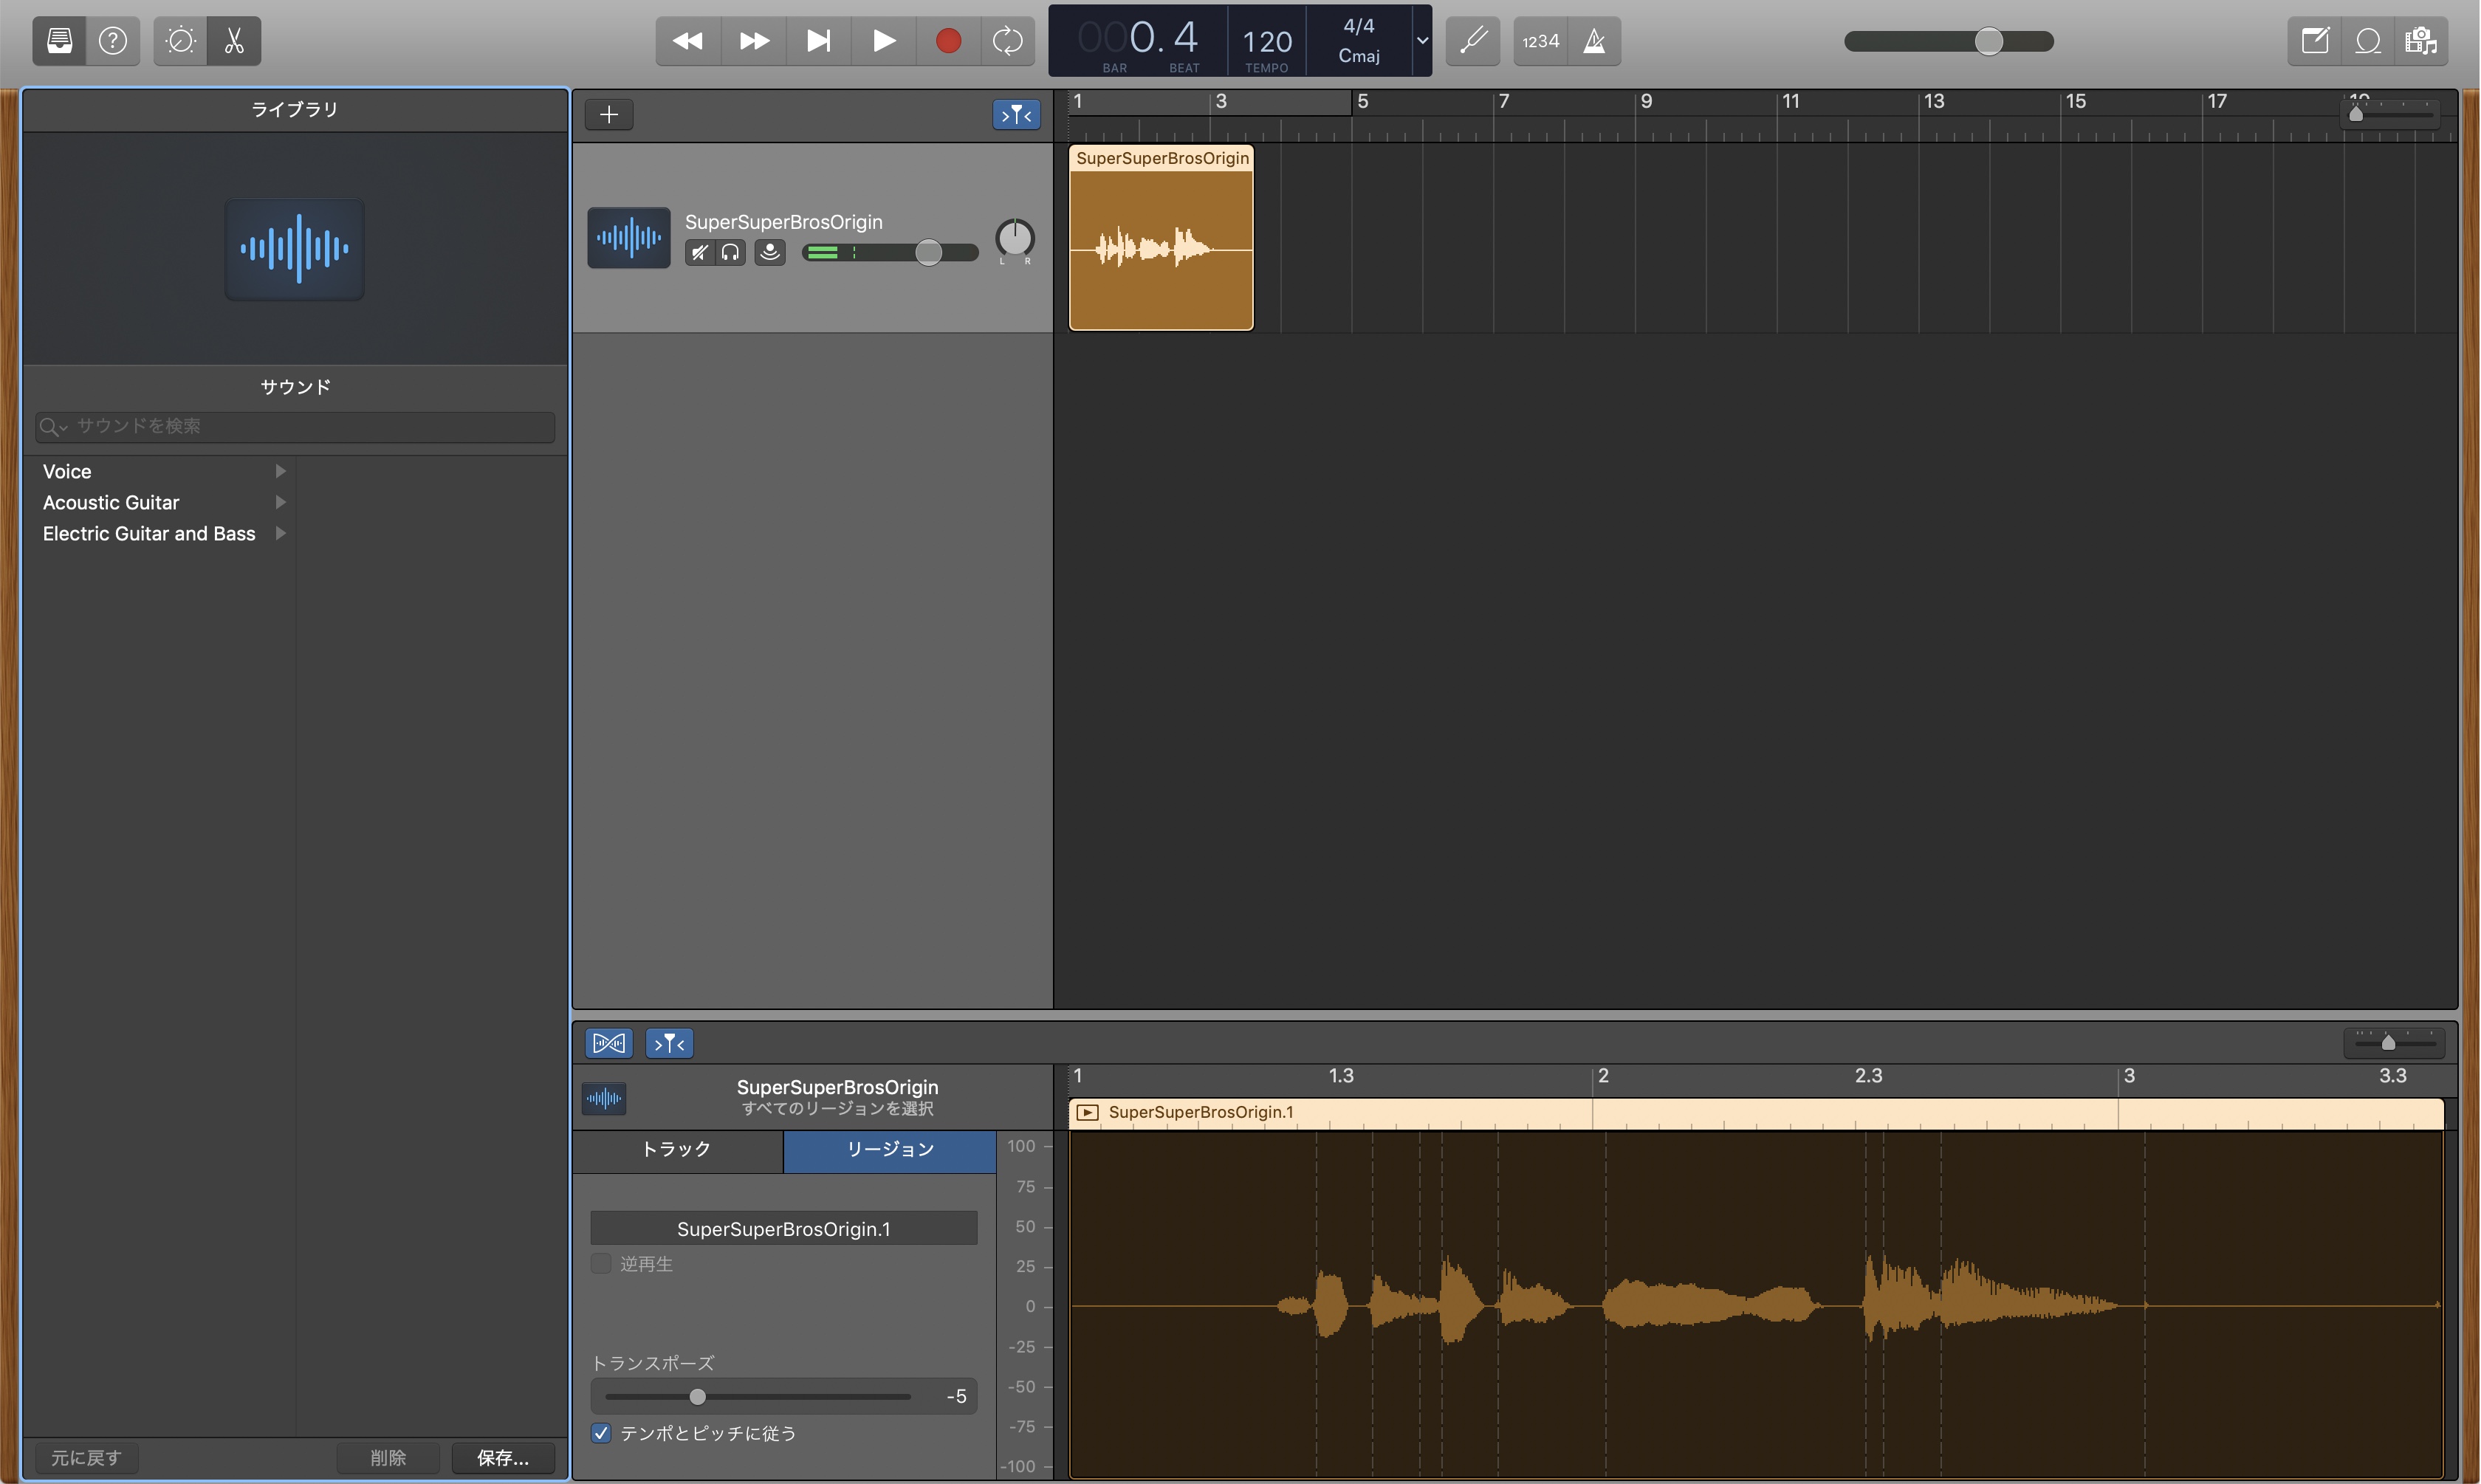 000.4
BAR
BEAT
120
TEMPO
4/4
Cmaj
1234
ライブラリ
サウンド
サウンドを検索
Voice
Acoustic Guitar
Electric Guitar and Bass
元に戻す
削除
保存...
1 3 5 7 9 11 13 15 17
SuperSuperBrosOrigin
SuperSuperBrosOrigin
L R
SuperSuperBrosOrigin
すべてのリージョンを選択
トラック
リージョン
SuperSuperBrosOrigin.1
逆再生
トランスポーズ
-5
テンポとピッチに従う
1 1.3 2 2.3 3 3.3
SuperSuperBrosOrigin.1
100
75
50
25
0
-25
-50
-75
-100